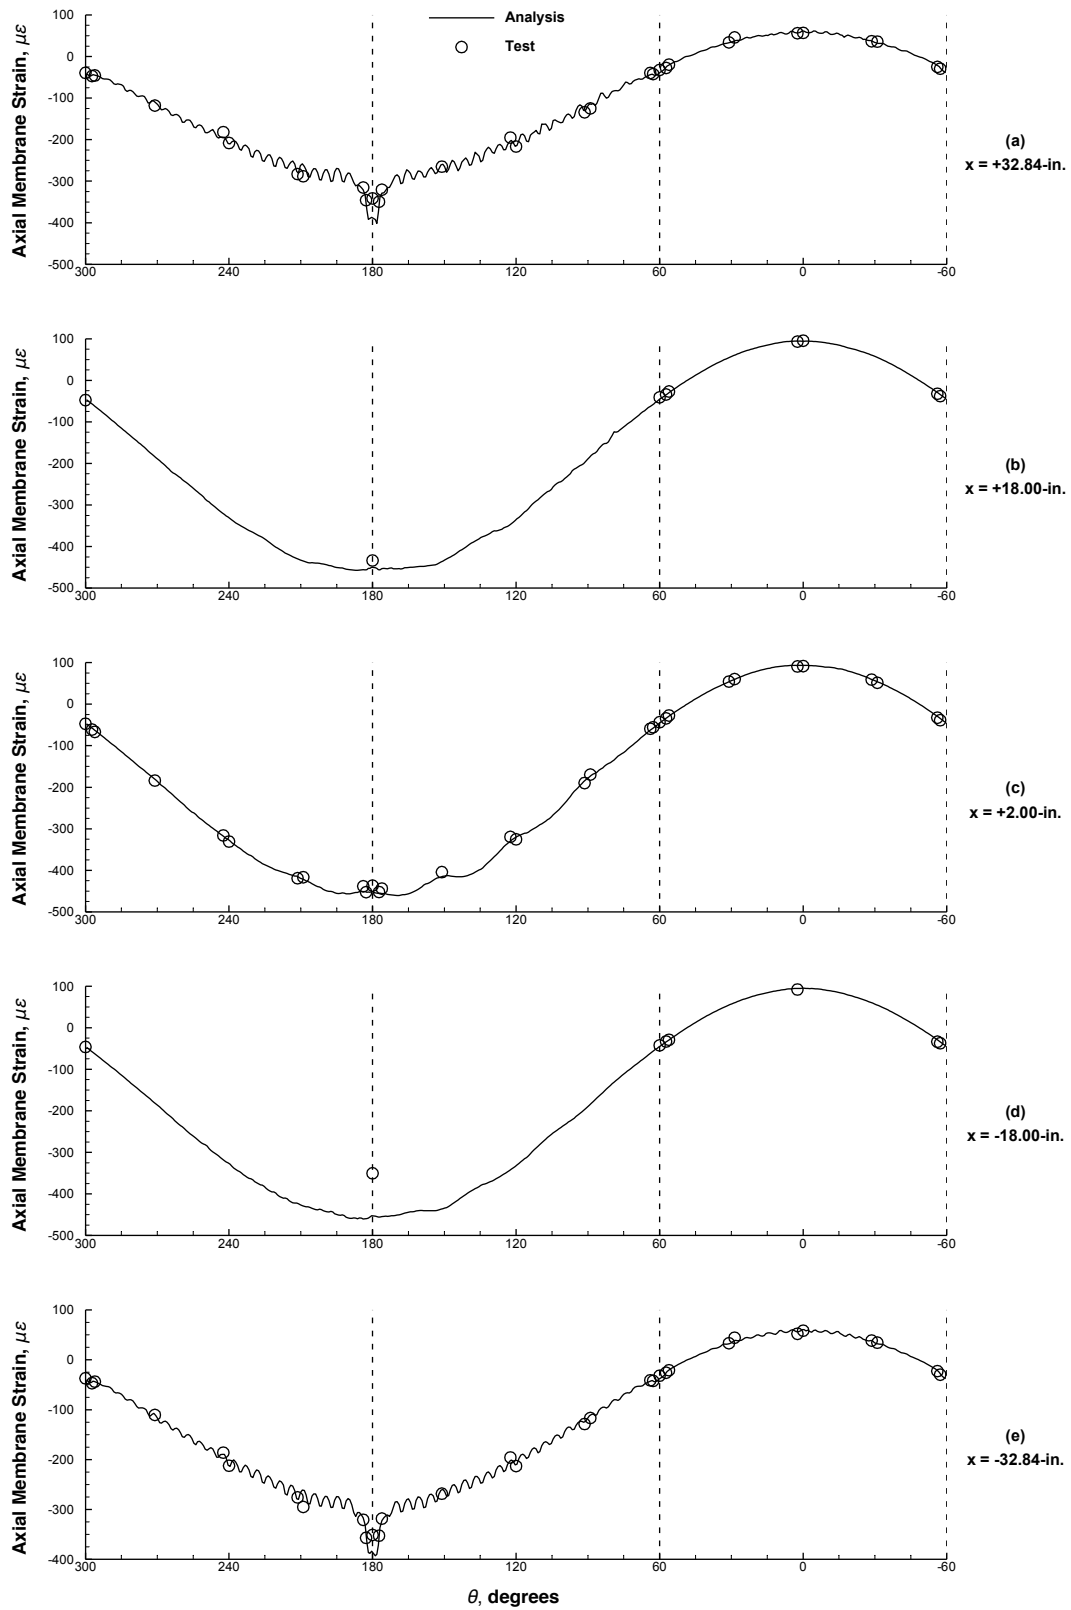 Analysis
Test
Axial Membrane Strain, με
100
0
-100
-200
-300
-400
-500
300 240 180 120 60 0 -60
(a)
x = +32.84-in.
Axial Membrane Strain, με
100
0
-100
-200
-300
-400
-500
300 240 180 120 60 0 -60
(b)
x = +18.00-in.
Axial Membrane Strain, με
100
0
-100
-200
-300
-400
-500
300 240 180 120 60 0 -60
(c)
x = +2.00-in.
Axial Membrane Strain, με
100
0
-100
-200
-300
-400
-500
300 240 180 120 60 0 -60
(d)
x = -18.00-in.
Axial Membrane Strain, με
100
0
-100
-200
-300
-400
300 240 180 120 60 0 -60
(e)
x = -32.84-in.
θ, degrees